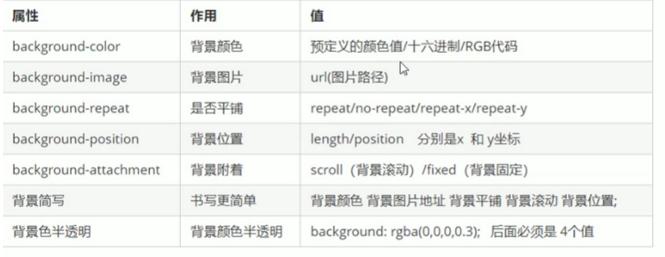 属性 作用 值
background-color 背景颜色 预定义的颜色值/十六进制/RGB代码
background-image 背景图片 url(图片路径)
background-repeat 是否平铺 repeat/no-repeat/repeat-x/repeat-y
background-position 背景位置 length/position 分别是x 和 y坐标
background-attachment 背景附着 scroll（背景滚动）/fixed（背景固定）
背景简写 书写更简单 背景颜色 背景图片地址 背景平铺 背景滚动 背景位置;
背景色半透明 背景颜色半透明 background: rgba(0,0,0,0.3); 后面必须是 4个值